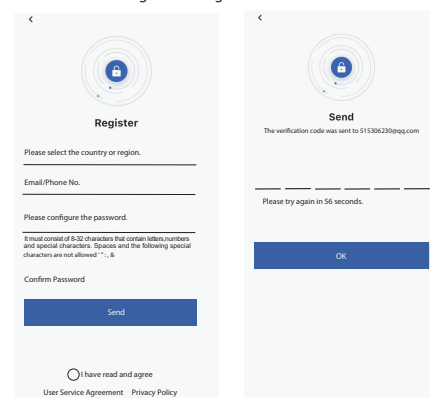 Register
Please select the country or region.
Email/Phone No.
Please configure the password.
It must consist of 8-32 characters that contain letters,numbers
and special characters. Spaces and the following special
characters are not allowed ' " : , &
Confirm Password
Send
I have read and agree
User Service Agreement Privacy Policy
Send
The verification code was sent to 515306230@qq.com
Please try again in 56 seconds.
OK